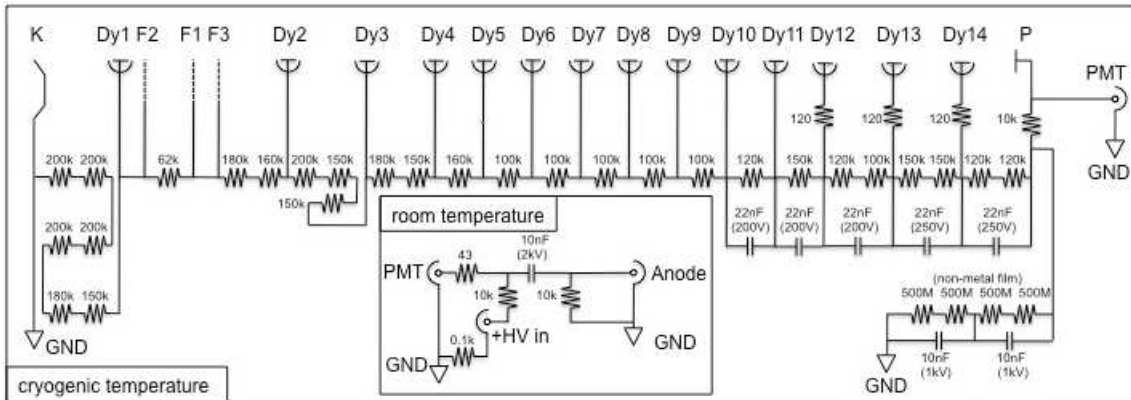 K Dy1 F2 F1 F3 Dy2 Dy3 Dy4 Dy5 Dy6 Dy7 Dy8 Dy9 Dy10 Dy11 Dy12 Dy13 Dy14 P
PMT
120 120 120 10k
GND
200k 200k 62k 180k 160k 200k 150k 180k 150k 160k 100k 100k 100k 100k 100k 120k 150k 120k 100k 150k 150k 120k 120k
150k
200k 200k
22nF 22nF 22nF 22nF 22nF
(200V) (200V) (200V) (250V) (250V)
180k 150k
GND
room temperature
10nF
(2kV)
PMT 43 Anode
10k 10k
+HV in
0.1k
GND GND
(non-metal film)
500M 500M 500M 500M
10nF 10nF
(1kV) (1kV)
GND
cryogenic temperature